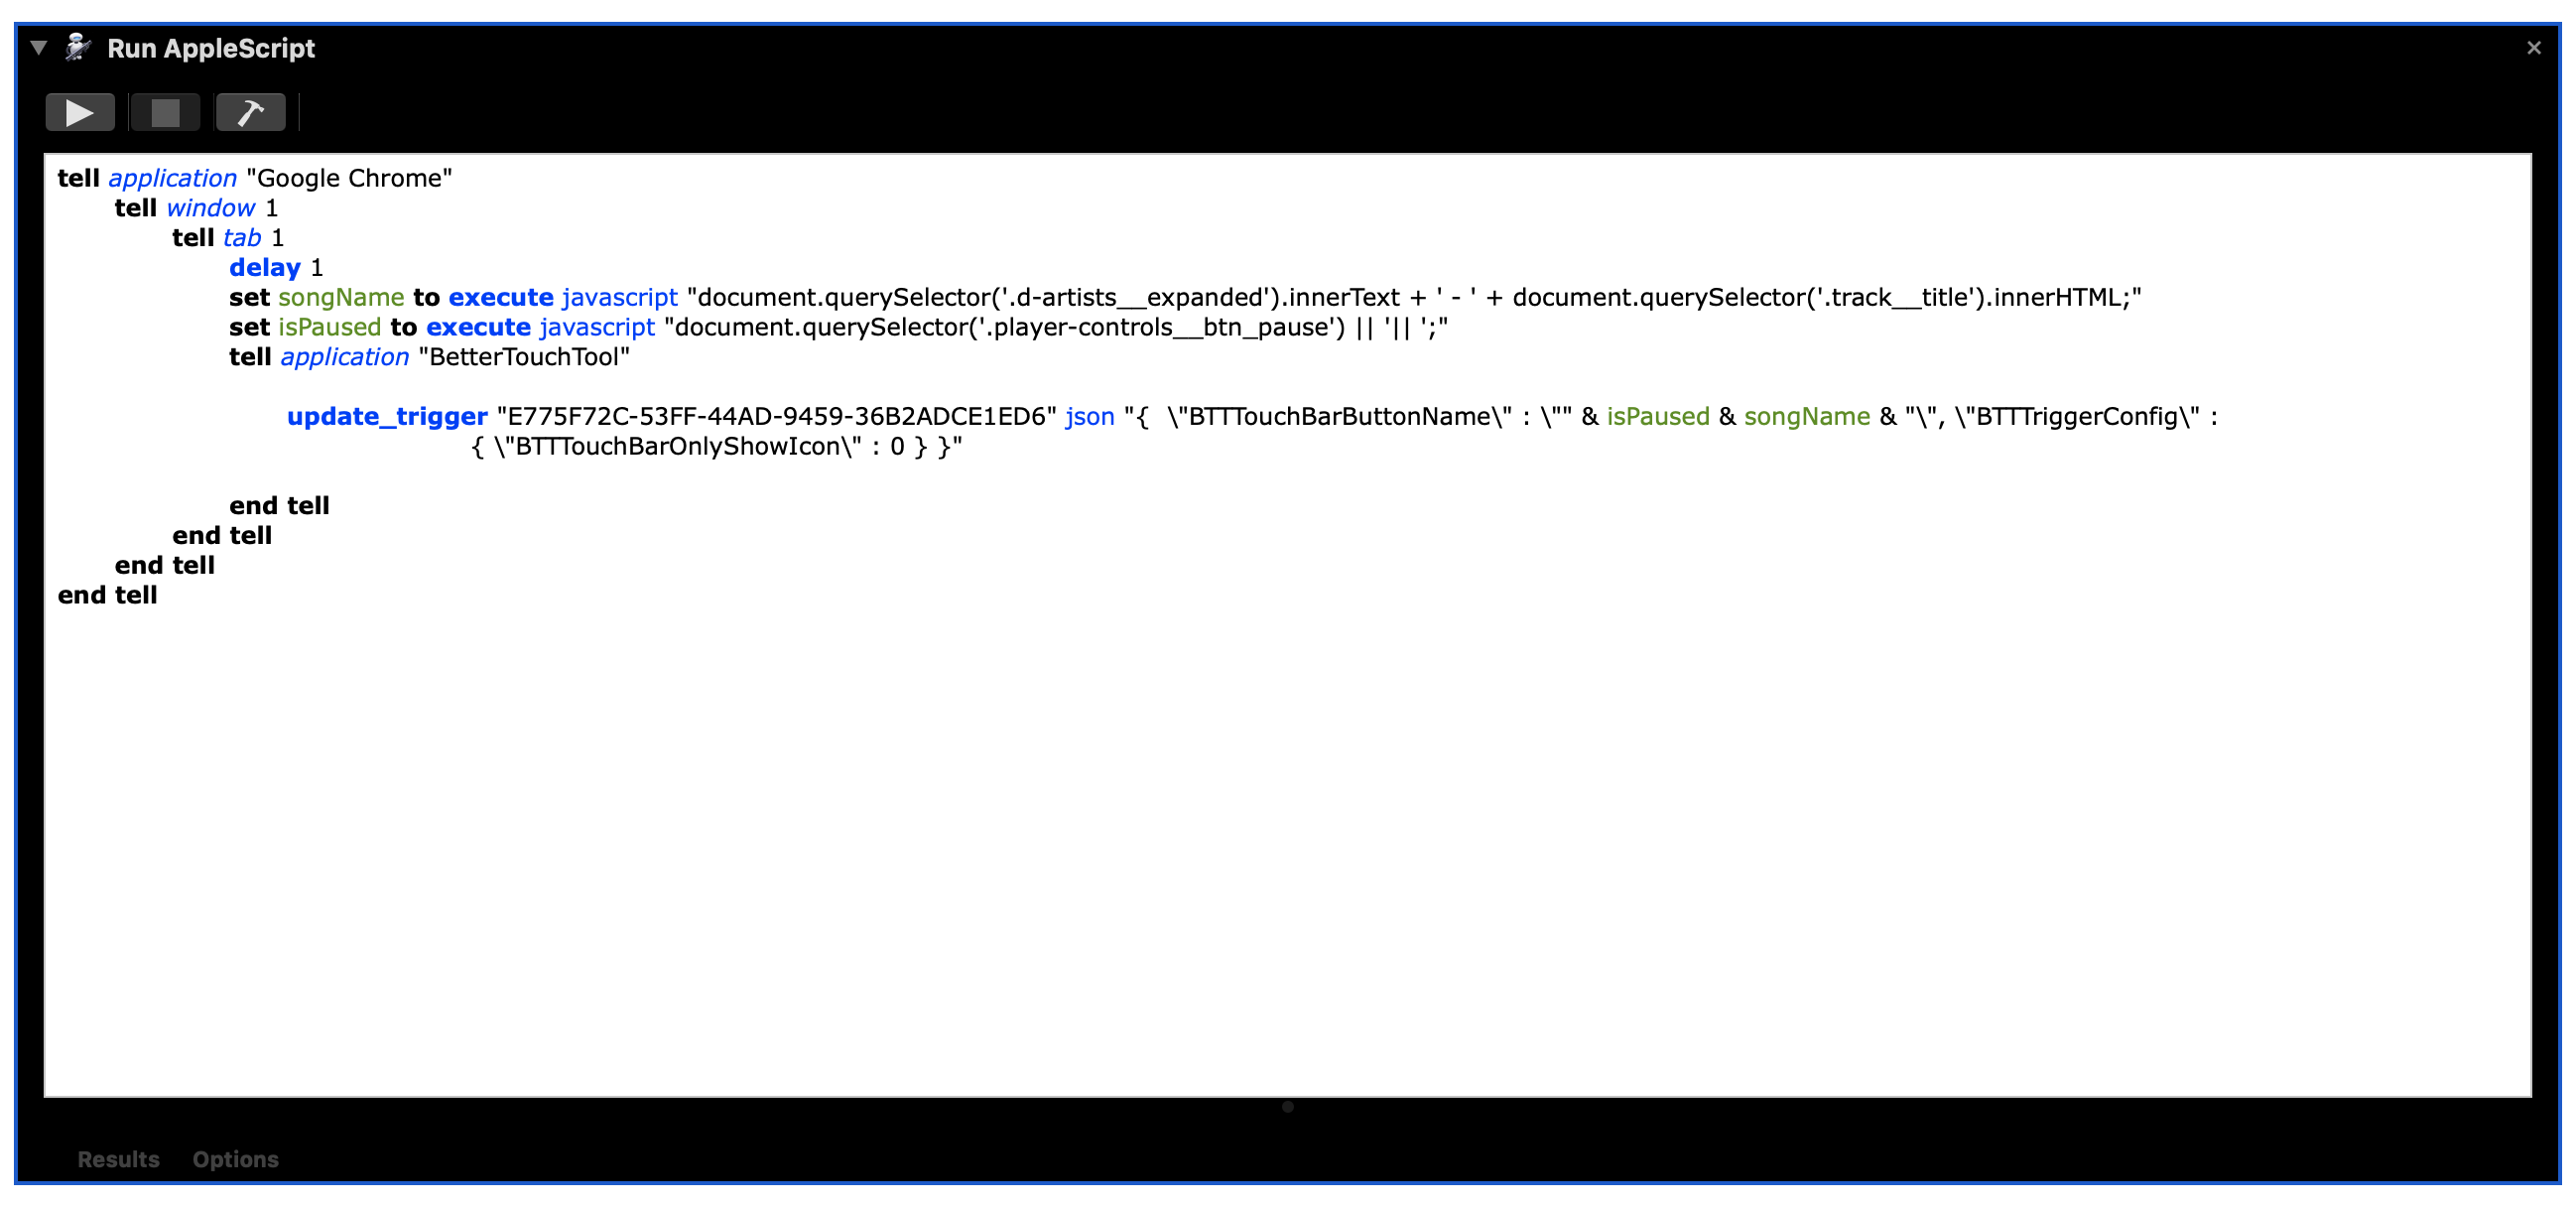 Run AppleScript
tell application "Google Chrome"
tell window 1
tell tab 1
delay 1
set songName to execute javascript "document.querySelector('.d-artists__expanded').innerText + ' - ' + document.querySelector('.track__title').innerHTML;"
set isPaused to execute javascript "document.querySelector('.player-controls__btn_pause') || '|| ';"
tell application "BetterTouchTool"
update_trigger "E775F72C-53FF-44AD-9459-36B2ADCE1ED6" json "{  \"BTTTouchBarButtonName\" : \"" & isPaused & songName & "\", \"BTTTriggerConfig\" :
{ \"BTTTouchBarOnlyShowIcon\" : 0 } }"
end tell
end tell
end tell
end tell
Results Options